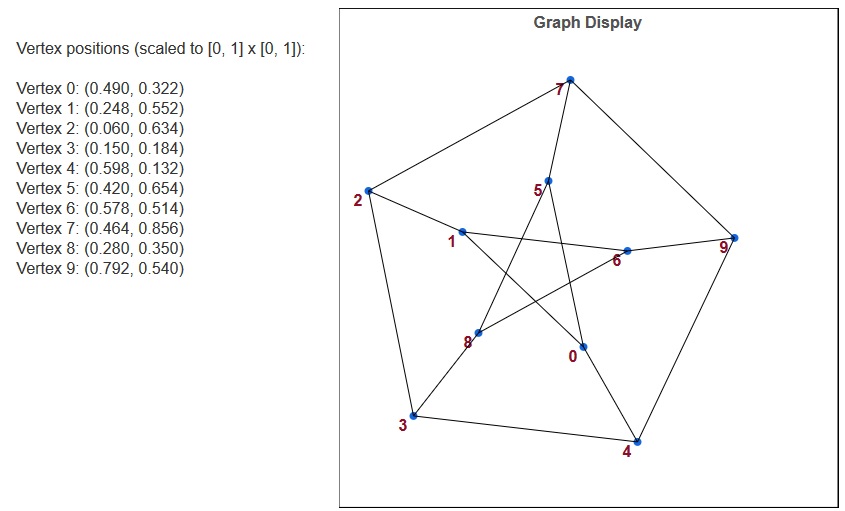 Vertex positions (scaled to [0, 1] x [0, 1]):
Vertex 0: (0.490, 0.322)
Vertex 1: (0.248, 0.552)
Vertex 2: (0.060, 0.634)
Vertex 3: (0.150, 0.184)
Vertex 4: (0.598, 0.132)
Vertex 5: (0.420, 0.654)
Vertex 6: (0.578, 0.514)
Vertex 7: (0.464, 0.856)
Vertex 8: (0.280, 0.350)
Vertex 9: (0.792, 0.540)
Graph Display
7
5
2
1
9
6
8
0
3
4